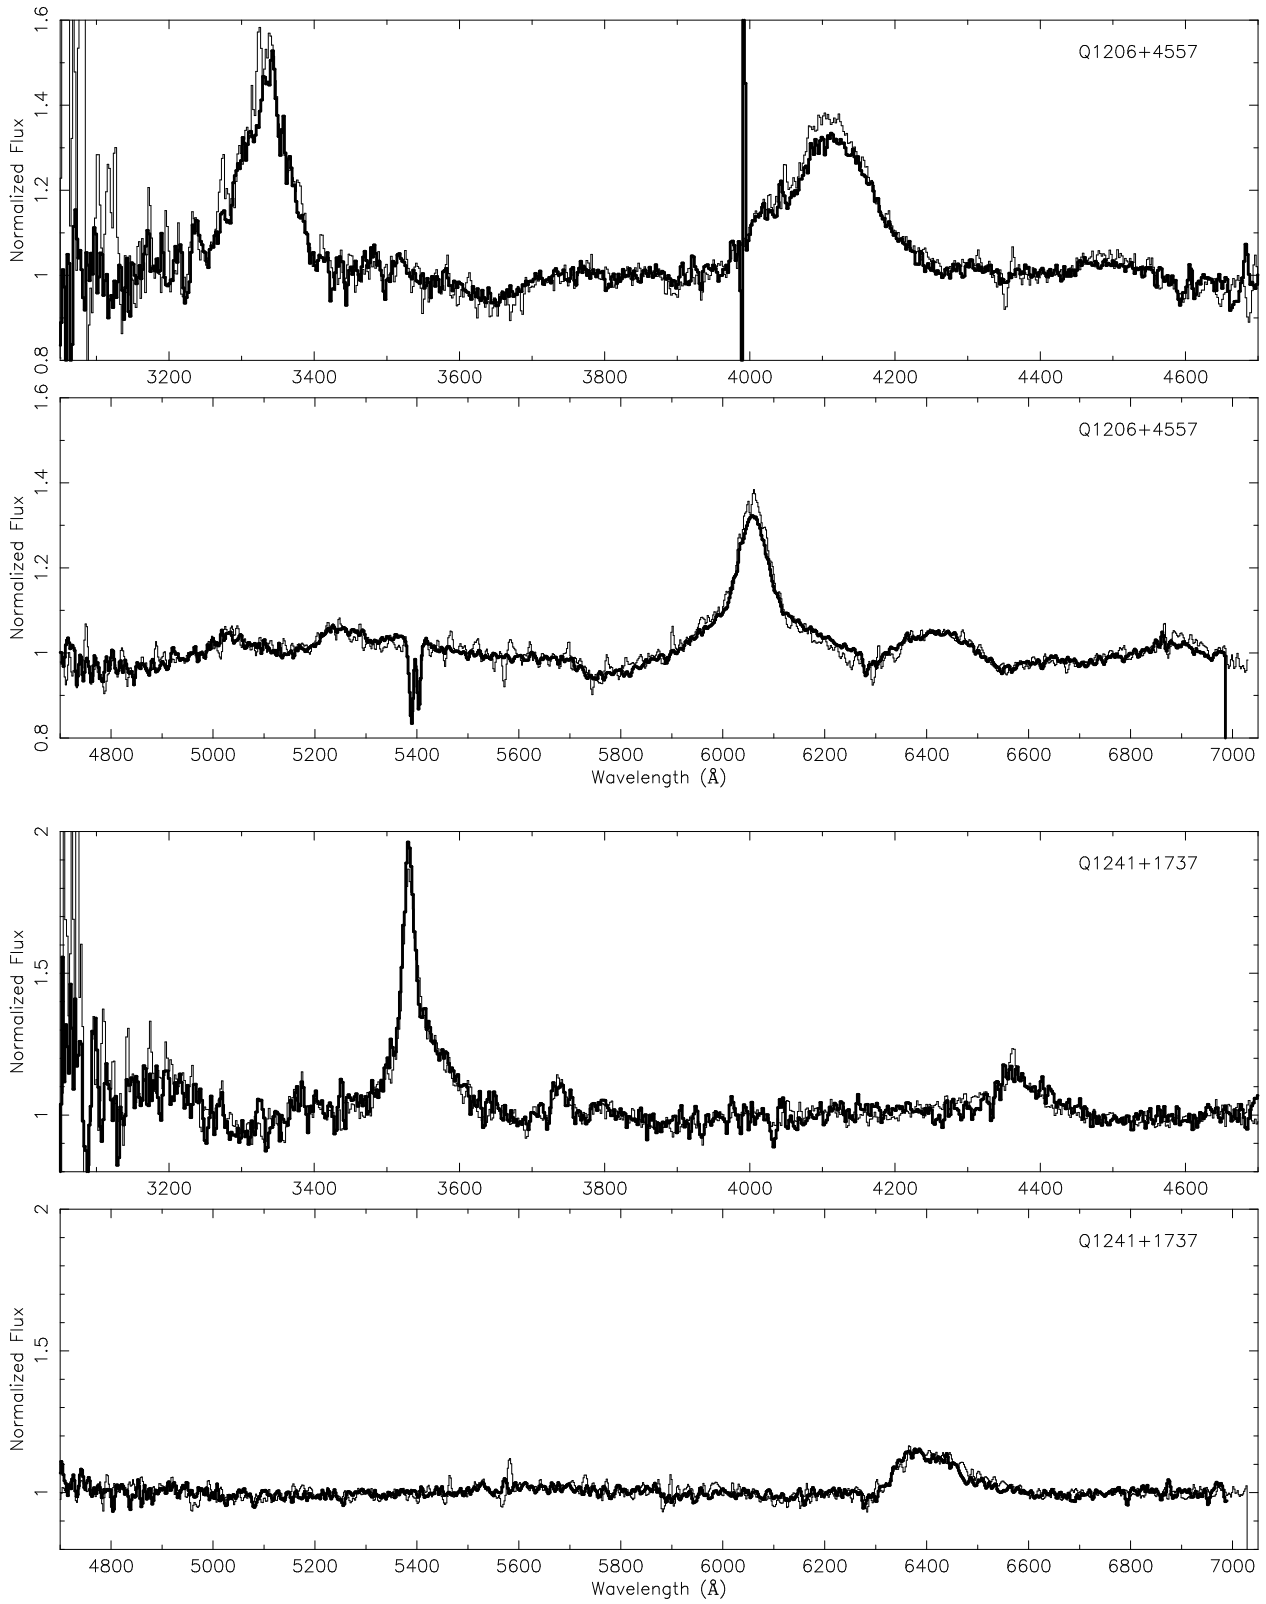 Q1206+4557
Normalized Flux
0.8 1 1.2 1.4 1.6
3200 3400 3600 3800 4000 4200 4400 4600
Q1206+4557
Normalized Flux
0.8 1 1.2 1.4 1.6
4800 5000 5200 5400 5600 5800 6000 6200 6400 6600 6800 7000
Wavelength (Å)
Q1241+1737
Normalized Flux
1 1.5 2
3200 3400 3600 3800 4000 4200 4400 4600
Q1241+1737
Normalized Flux
1 1.5 2
4800 5000 5200 5400 5600 5800 6000 6200 6400 6600 6800 7000
Wavelength (Å)